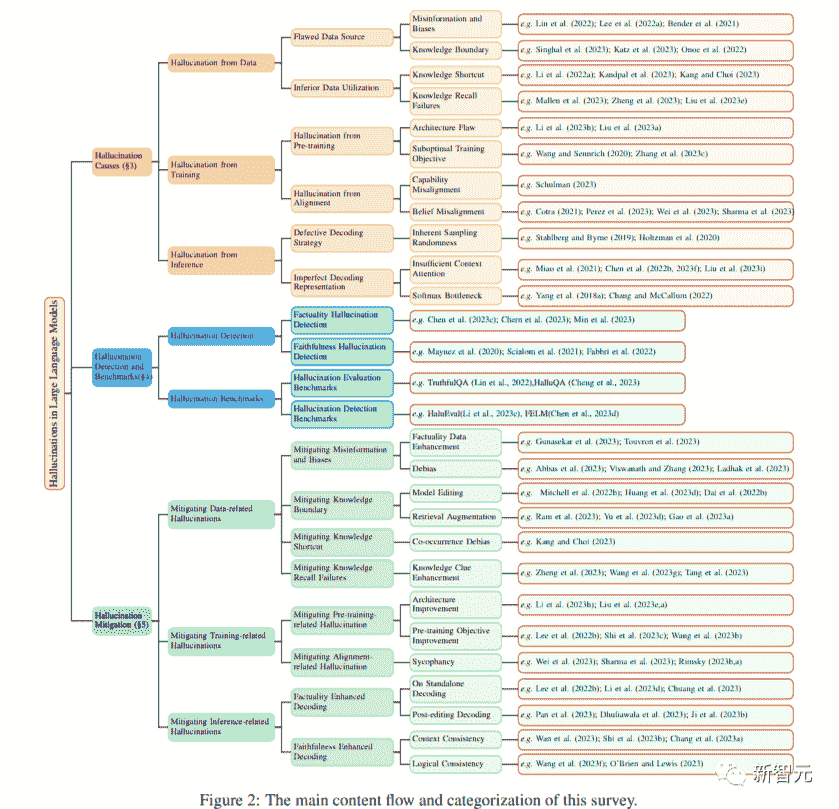 Hallucinations in Large Language Models
Hallucination
Causes (§3)
Hallucination from Data
Flawed Data Source
Misinformation and
Biases
e.g. Lin et al. (2022); Lee et al. (2022a); Bender et al. (2021)
Knowledge Boundary
e.g. Singhal et al. (2023); Katz et al. (2023); Onoe et al. (2022)
Inferior Data Utilization
Knowledge Shortcut
e.g. Li et al. (2022a); Kandpal et al. (2023); Kang and Choi (2023)
Knowledge Recall
Failures
e.g. Mallen et al. (2023); Zheng et al. (2023); Liu et al. (2023e)
Hallucination from
Training
Hallucination from
Pre-training
Architecture Flaw
e.g. Li et al. (2023h); Liu et al. (2023a)
Suboptimal Training
Objective
e.g. Wang and Sennrich (2020); Zhang et al. (2023c)
Hallucination from
Alignment
Capability
Misalignment
e.g. Schulman (2023)
Belief Misalignment
e.g. Cotra (2021); Perez et al. (2023); Wei et al. (2023); Sharma et al. (2023)
Hallucination from
Inference
Defective Decoding
Strategy
Inherent Sampling
Randomness
e.g. Stahlberg and Byrne (2019); Holtzman et al. (2020)
Imperfect Decoding
Representation
Insufficient Context
Attention
e.g. Miao et al. (2021); Chen et al. (2022b, 2023f); Liu et al. (2023i)
Softmax Bottleneck
e.g. Yang et al. (2018a); Chang and McCallum (2022)
Hallucination
Detection and
Benchmarks(§4)
Hallucination Detection
Factuality Hallucination
Detection
e.g. Chen et al. (2023c); Chern et al. (2023); Min et al. (2023)
Faithfulness Hallucination
Detection
e.g. Maynez et al. (2020); Scialom et al. (2021); Fabbri et al. (2022)
Hallucination Benchmarks
Hallucination Evaluation
Benchmarks
e.g. TruthfulQA (Lin et al., 2022),HalluQA (Cheng et al., 2023)
Hallucination Detection
Benchmarks
e.g. HaluEval(Li et al., 2023c), FELM(Chen et al., 2023d)
Hallucination
Mitigation (§5)
Mitigating Data-related
Hallucinations
Mitigating Misinformation
and Biases
Factuality Data
Enhancement
e.g. Gunasekar et al. (2023); Touvron et al. (2023)
Debias
e.g. Abbas et al. (2023); Viswanath and Zhang (2023); Ladhak et al. (2023)
Mitigating Knowledge
Boundary
Model Editing
e.g. Mitchell et al. (2022b); Huang et al. (2023d); Dai et al. (2022b)
Retrieval Augmentation
e.g. Ram et al. (2023); Yu et al. (2023d); Gao et al. (2023a)
Mitigating Knowledge
Shortcut
Co-occurrence Debias
e.g. Kang and Choi (2023)
Mitigating Knowledge
Recall Failures
Knowledge Clue
Enhancement
e.g. Zheng et al. (2023); Wang et al. (2023g); Tang et al. (2023)
Mitigating Training-related
Hallucinations
Mitigating Pre-training-
related Hallucination
Architecture
Improvement
e.g. Li et al. (2023h); Liu et al. (2023e,a)
Pre-training Objective
Improvement
e.g. Lee et al. (2022b); Shi et al. (2023c); Wang et al. (2023b)
Mitigating Alignment-
related Hallucination
Sycophancy
e.g. Wei et al. (2023); Sharma et al. (2023); Rimsky (2023b,a)
Mitigating Inference-related
Hallucinations
Factuality Enhanced
Decoding
On Standalone
Decoding
e.g. Lee et al. (2022b); Li et al. (2023d); Chuang et al. (2023)
Post-editing Decoding
e.g. Pan et al. (2023); Dhuliawala et al. (2023); Ji et al. (2023b)
Faithfulness Enhanced
Decoding
Context Consistency
e.g. Wan et al. (2023); Shi et al. (2023b); Chang et al. (2023a)
Logical Consistency
e.g. Wang et al. (2023f); O'Brien and Lewis (2023)
新智元
Figure 2: The main content flow and categorization of this survey.